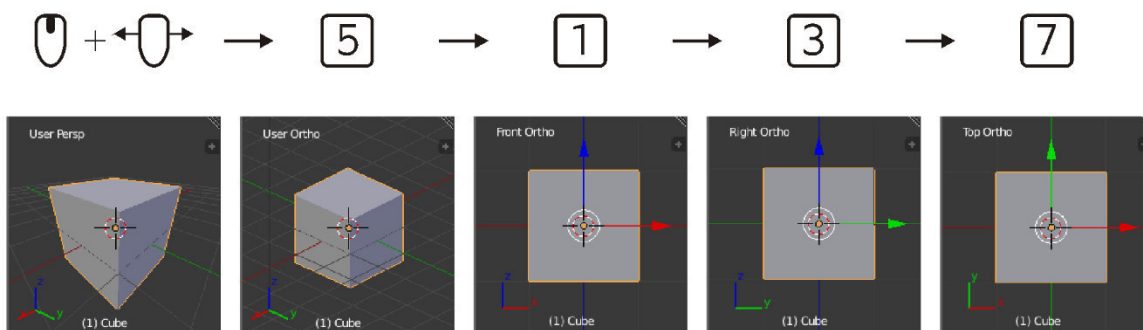 +
5
1
3
7
User Persp
+
z
y
x
(1) Cube
User Ortho
+
z
y
x
(1) Cube
Front Ortho
+
z
x
(1) Cube
Right Ortho
+
z
y
(1) Cube
Top Ortho
+
y
x
(1) Cube